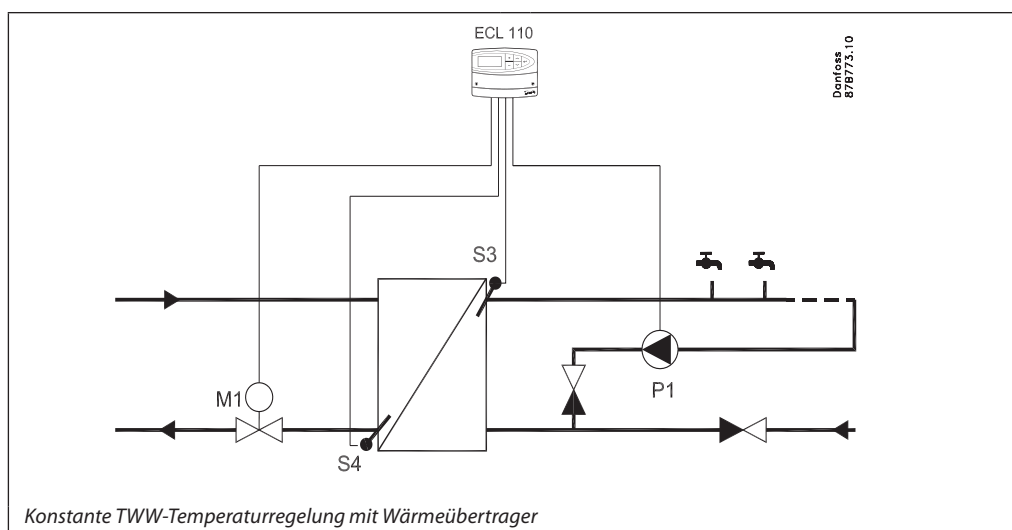 ECL 110
Danfoss
87B773.10
S3
M1
P1
S4
Konstante TWW-Temperaturregelung mit Wärmeübertrager